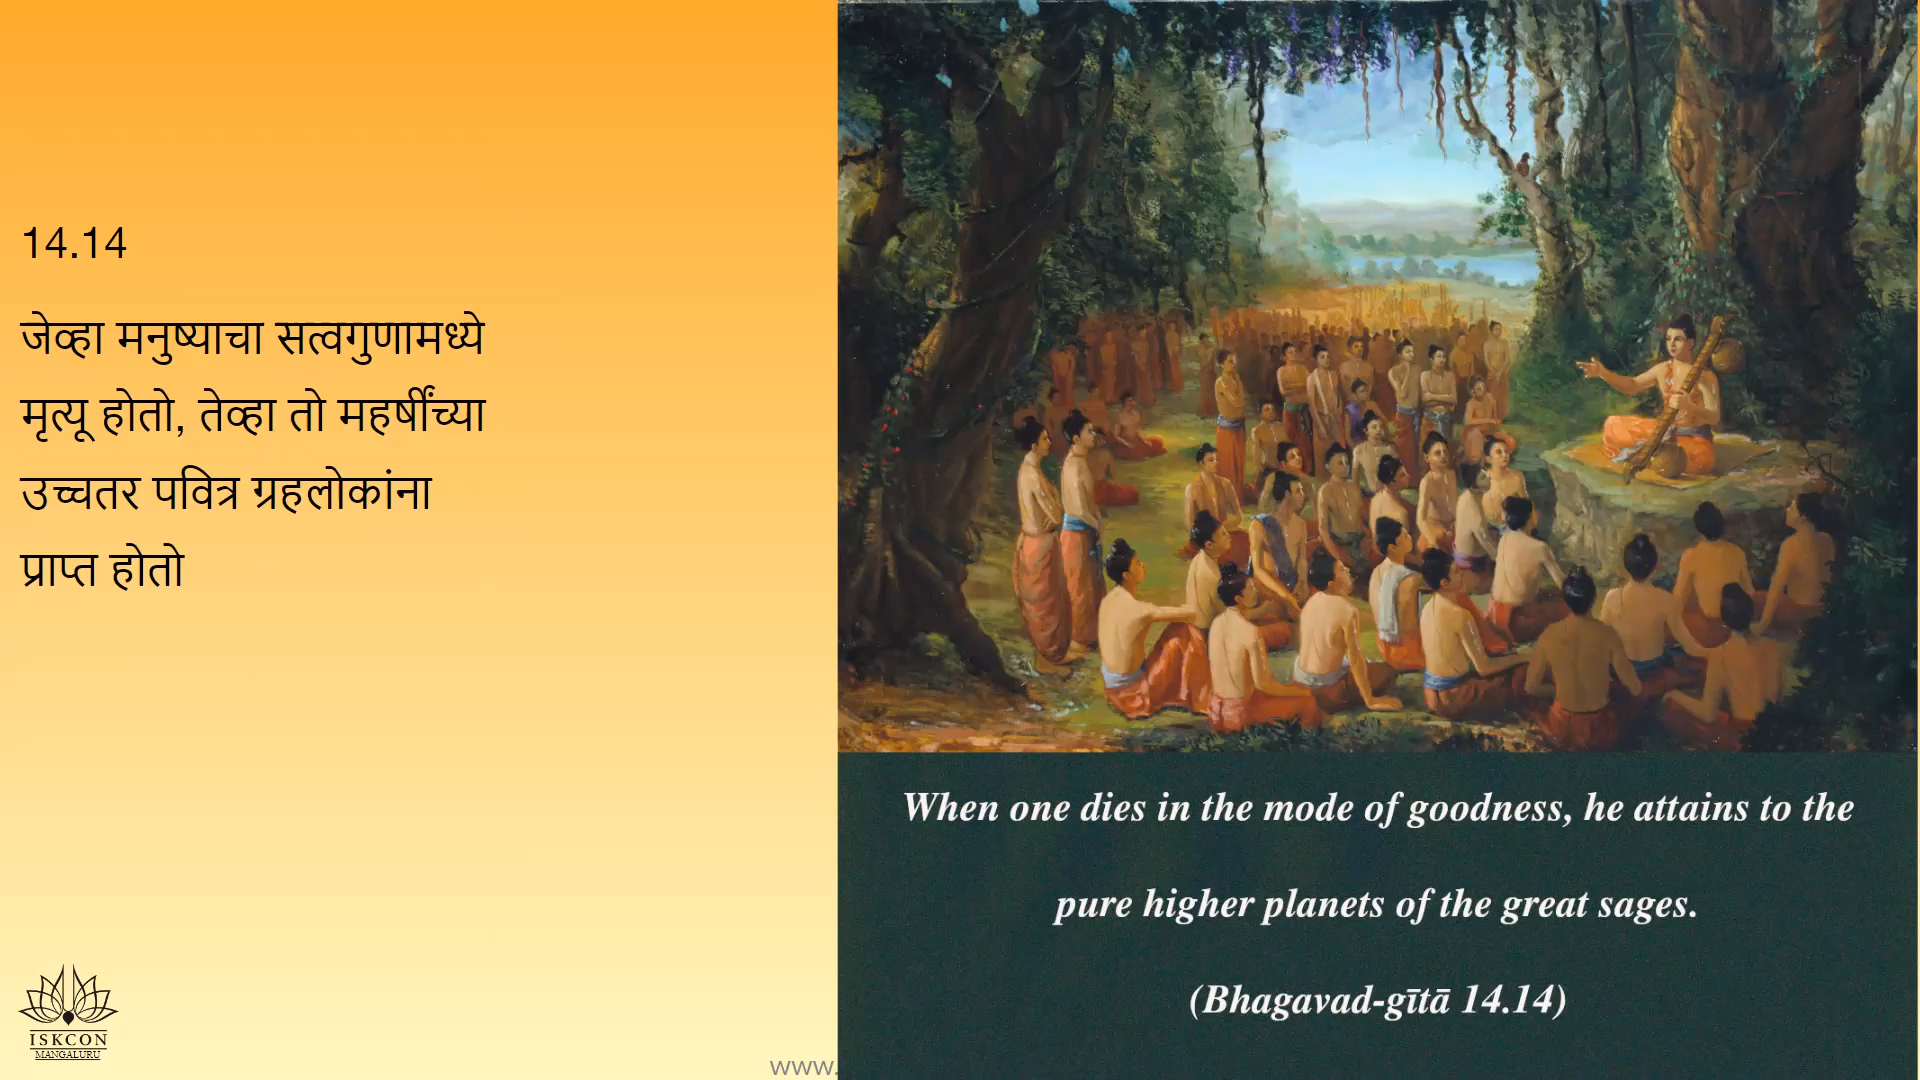 14.14
जेव्हा मनुष्याचा सत्वगुणामध्ये
मृत्यू होतो, तेव्हा तो महर्षींच्या
उच्चतर पवित्र ग्रहलोकांना
प्राप्त होतो
ISKCON
MANGALURU
www.
When one dies in the mode of goodness, he attains to the
pure higher planets of the great sages.
(Bhagavad-gītā 14.14)